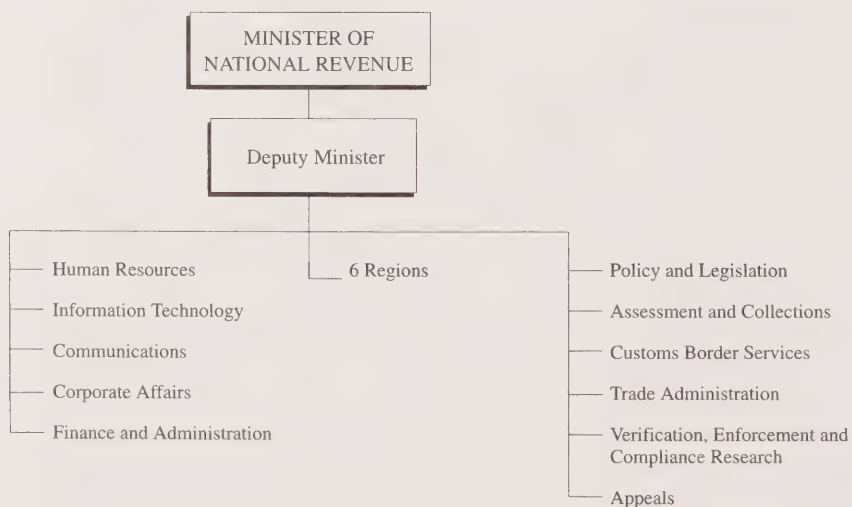 MINISTER OF
NATIONAL REVENUE
Deputy Minister
Human Resources
Information Technology
Communications
Corporate Affairs
Finance and Administration
6 Regions
Policy and Legislation
Assessment and Collections
Customs Border Services
Trade Administration
Verification, Enforcement and
Compliance Research
Appeals